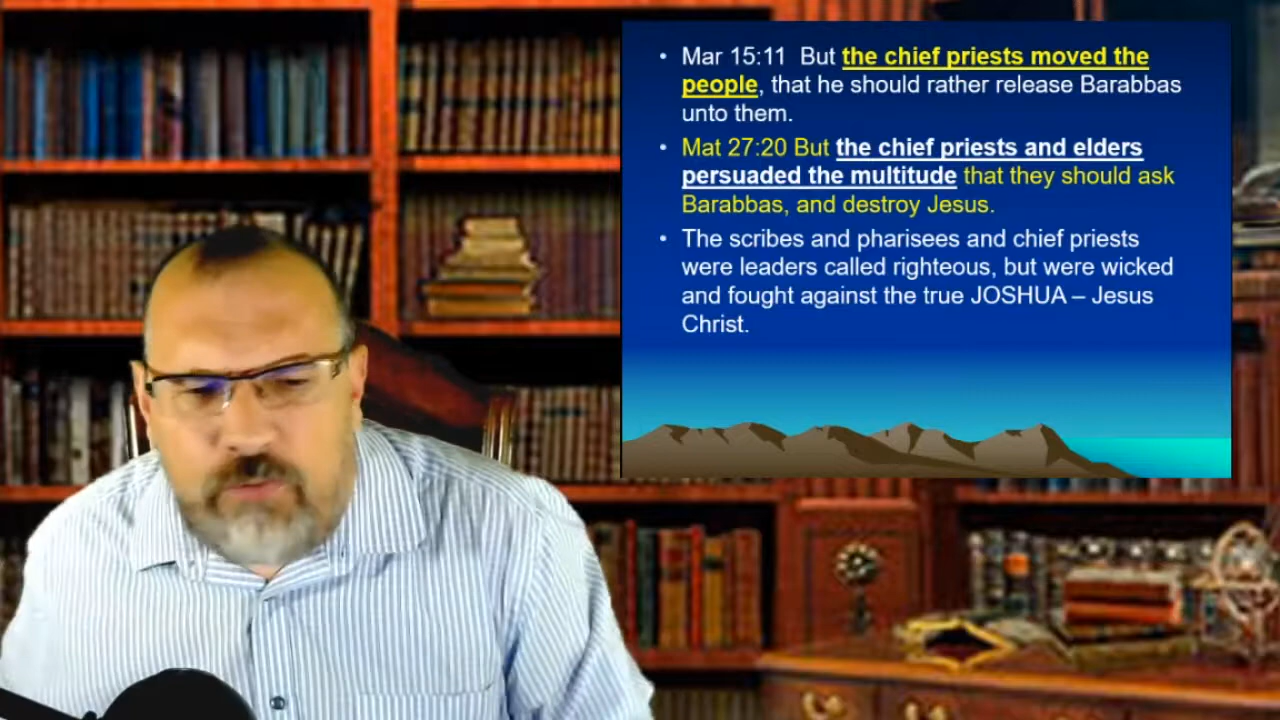 • Mar 15:11  But the chief priests moved the
people, that he should rather release Barabbas
unto them.
• Mat 27:20 But the chief priests and elders
persuaded the multitude that they should ask
Barabbas, and destroy Jesus.
• The scribes and pharisees and chief priests
were leaders called righteous, but were wicked
and fought against the true JOSHUA – Jesus
Christ.